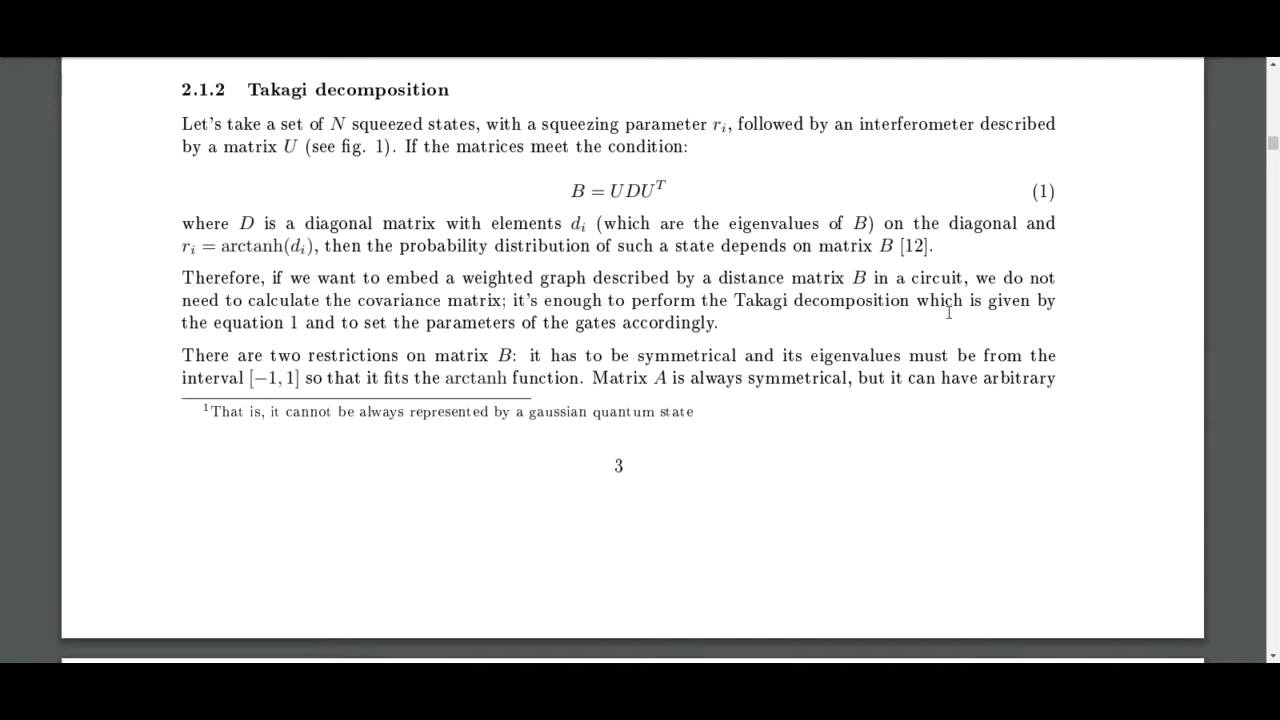 2.1.2 Takagi decomposition
Let's take a set of N squeezed states, with a squeezing parameter rᵢ, followed by an interferometer described
by a matrix U (see fig. 1). If the matrices meet the condition:
B = UDUᵀ (1)
where D is a diagonal matrix with elements dᵢ (which are the eigenvalues of B) on the diagonal and
rᵢ = arctanh(dᵢ), then the probability distribution of such a state depends on matrix B [12].
Therefore, if we want to embed a weighted graph described by a distance matrix B in a circuit, we do not
need to calculate the covariance matrix; it's enough to perform the Takagi decomposition which is given by
the equation 1 and to set the parameters of the gates accordingly.
There are two restrictions on matrix B: it has to be symmetrical and its eigenvalues must be from the
interval [−1, 1] so that it fits the arctanh function. Matrix A is always symmetrical, but it can have arbitrary
¹That is, it cannot be always represented by a gaussian quantum state
3